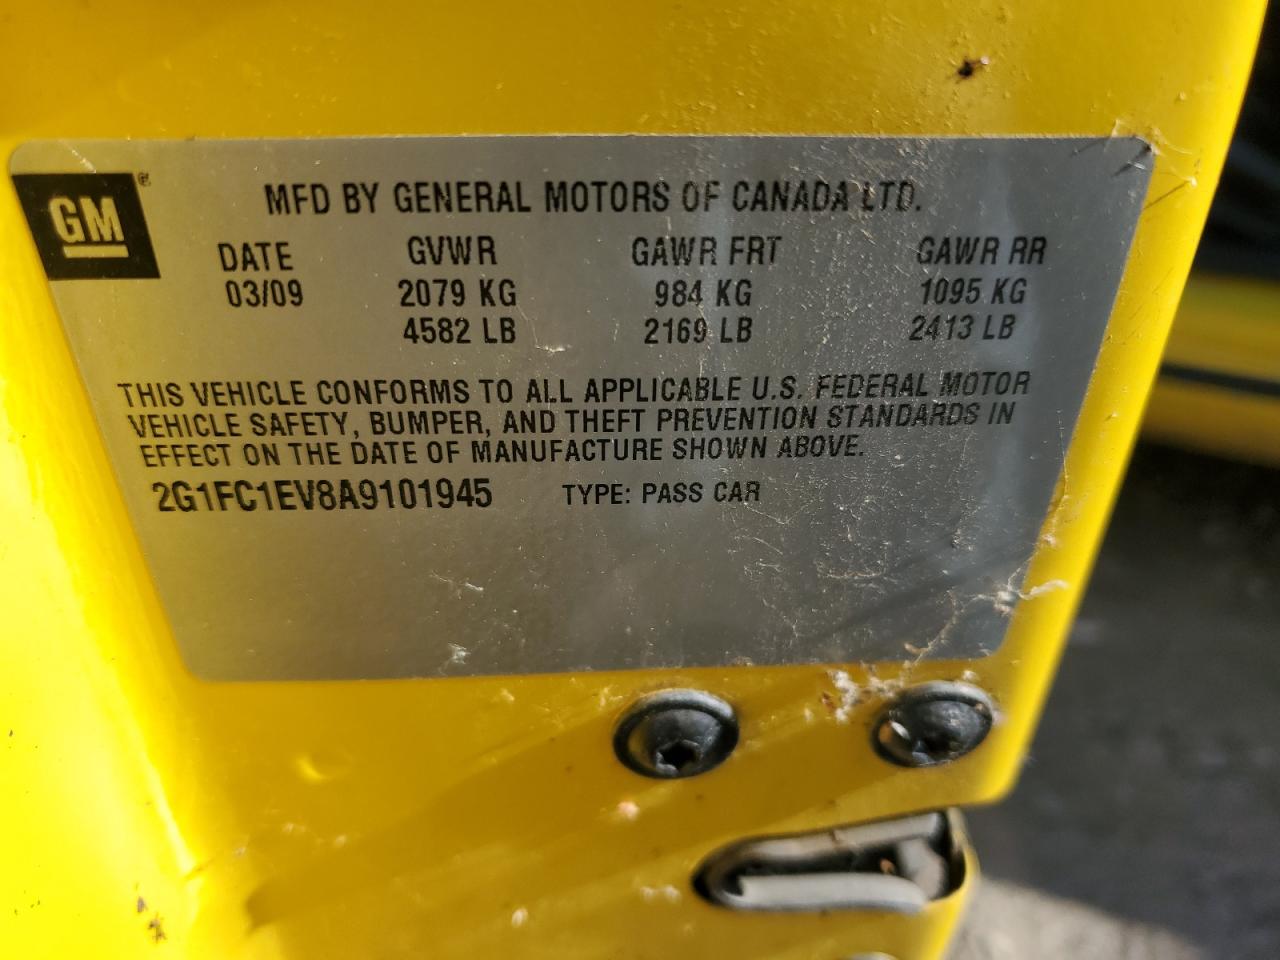 GM®
MFD BY GENERAL MOTORS OF CANADA LTD.
DATE GVWR GAWR FRT GAWR RR
03/09 2079 KG 984 KG 1095 KG
4582 LB 2169 LB 2413 LB
THIS VEHICLE CONFORMS TO ALL APPLICABLE U.S. FEDERAL MOTOR
VEHICLE SAFETY, BUMPER, AND THEFT PREVENTION STANDARDS IN
EFFECT ON THE DATE OF MANUFACTURE SHOWN ABOVE.
2G1FC1EV8A9101945 TYPE: PASS CAR